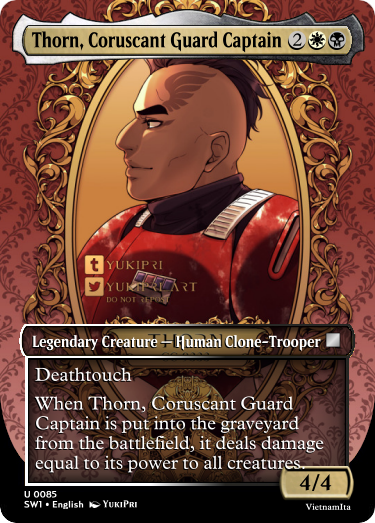 Thorn, Coruscant Guard Captain 2
YUKIPRI
YUKIPRI ART
DO NOT REPOST
Legendary Creature — Human Clone-Trooper
Deathtouch
When Thorn, Coruscant Guard
Captain is put into the graveyard
from the battlefield, it deals damage
equal to its power to all creatures.
4/4
U 0085
SW1 • English YukiPri
VietnamIta